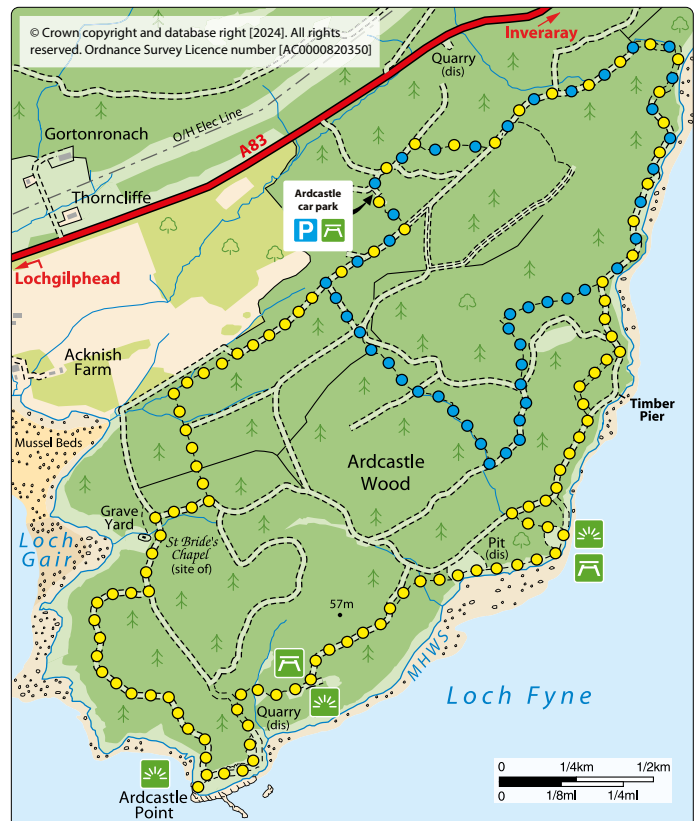 © Crown copyright and database right [2024]. All rights
reserved. Ordnance Survey Licence number [AC0000820350]
Inveraray
Quarry
(dis)
O/H Elec Line
Gortonronach
A83
Thorncliffe
Ardcastle
car park
P
Lochgilphead
Acknish
Farm
Timber
Pier
Mussel Beds
Ardcastle
Wood
Grave
Yard
St Bride's
Chapel
(site of)
Loch
Gair
Pit
(dis)
57m
MHWS
Loch Fyne
Quarry
(dis)
Ardcastle
Point
0 1/4km 1/2km
0 1/8ml 1/4ml